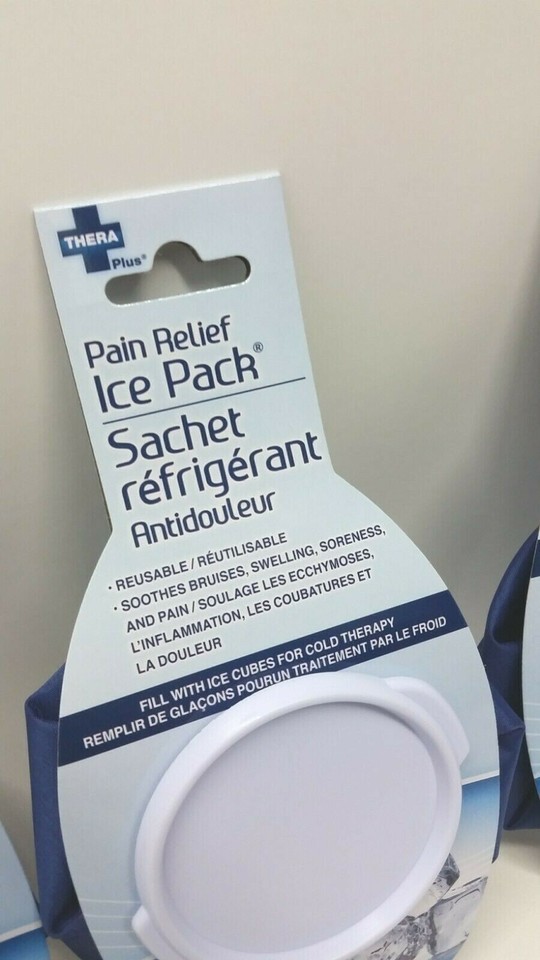 THERA
Plus®
Pain Relief
Ice Pack®
Sachet
réfrigérant
Antidouleur
· REUSABLE / RÉUTILISABLE
· SOOTHES BRUISES, SWELLING, SORENESS,
AND PAIN / SOULAGE LES ECCHYMOSES,
L'INFLAMMATION, LES COUBATURES ET
LA DOULEUR
FILL WITH ICE CUBES FOR COLD THERAPY
REMPLIR DE GLAÇONS POURUN TRAITEMENT PAR LE FROID